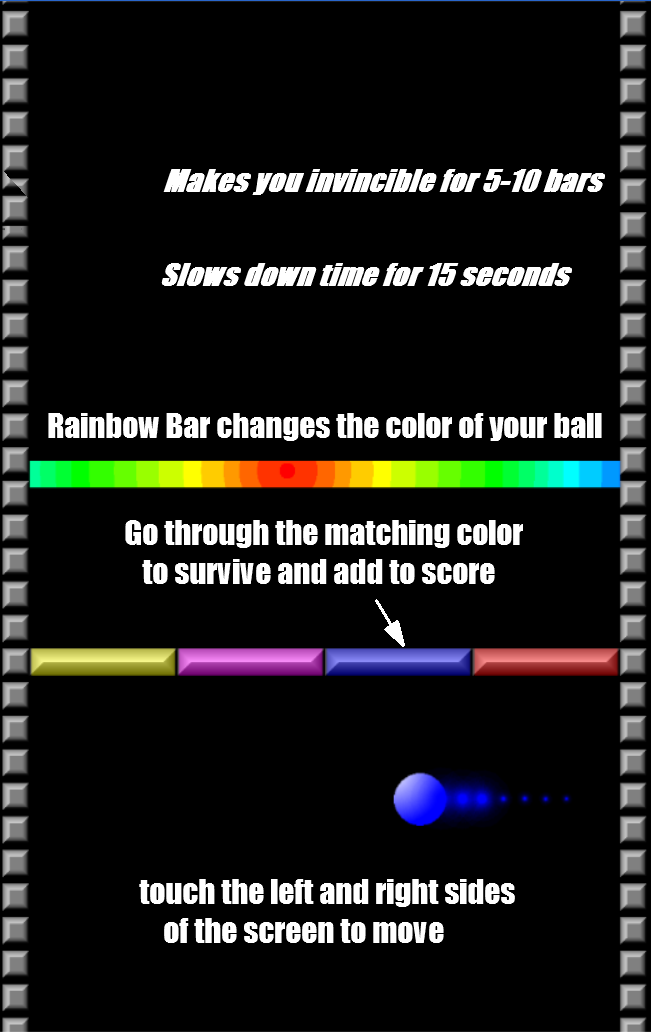 Makes you invincible for 5-10 bars
Slows down time for 15 seconds
Rainbow Bar changes the color of your ball
Go through the matching color
to survive and add to score
touch the left and right sides
of the screen to move